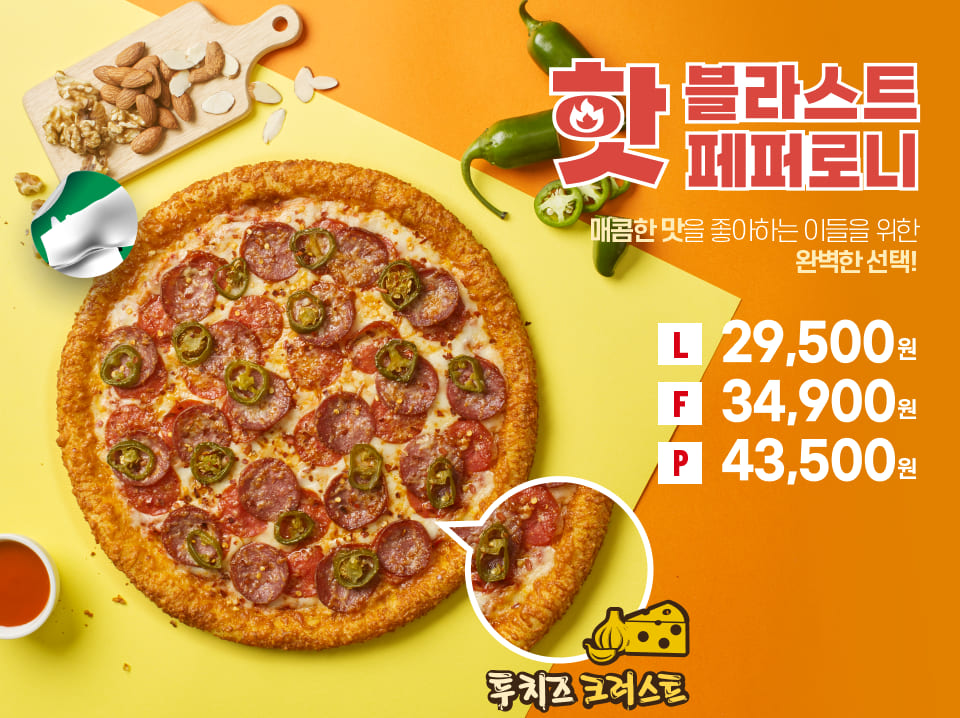 핫 블라스트
페퍼로니
매콤한 맛을 좋아하는 이들을 위한
완벽한 선택!
L 29,500원
F 34,900원
P 43,500원
투치즈 크러스트